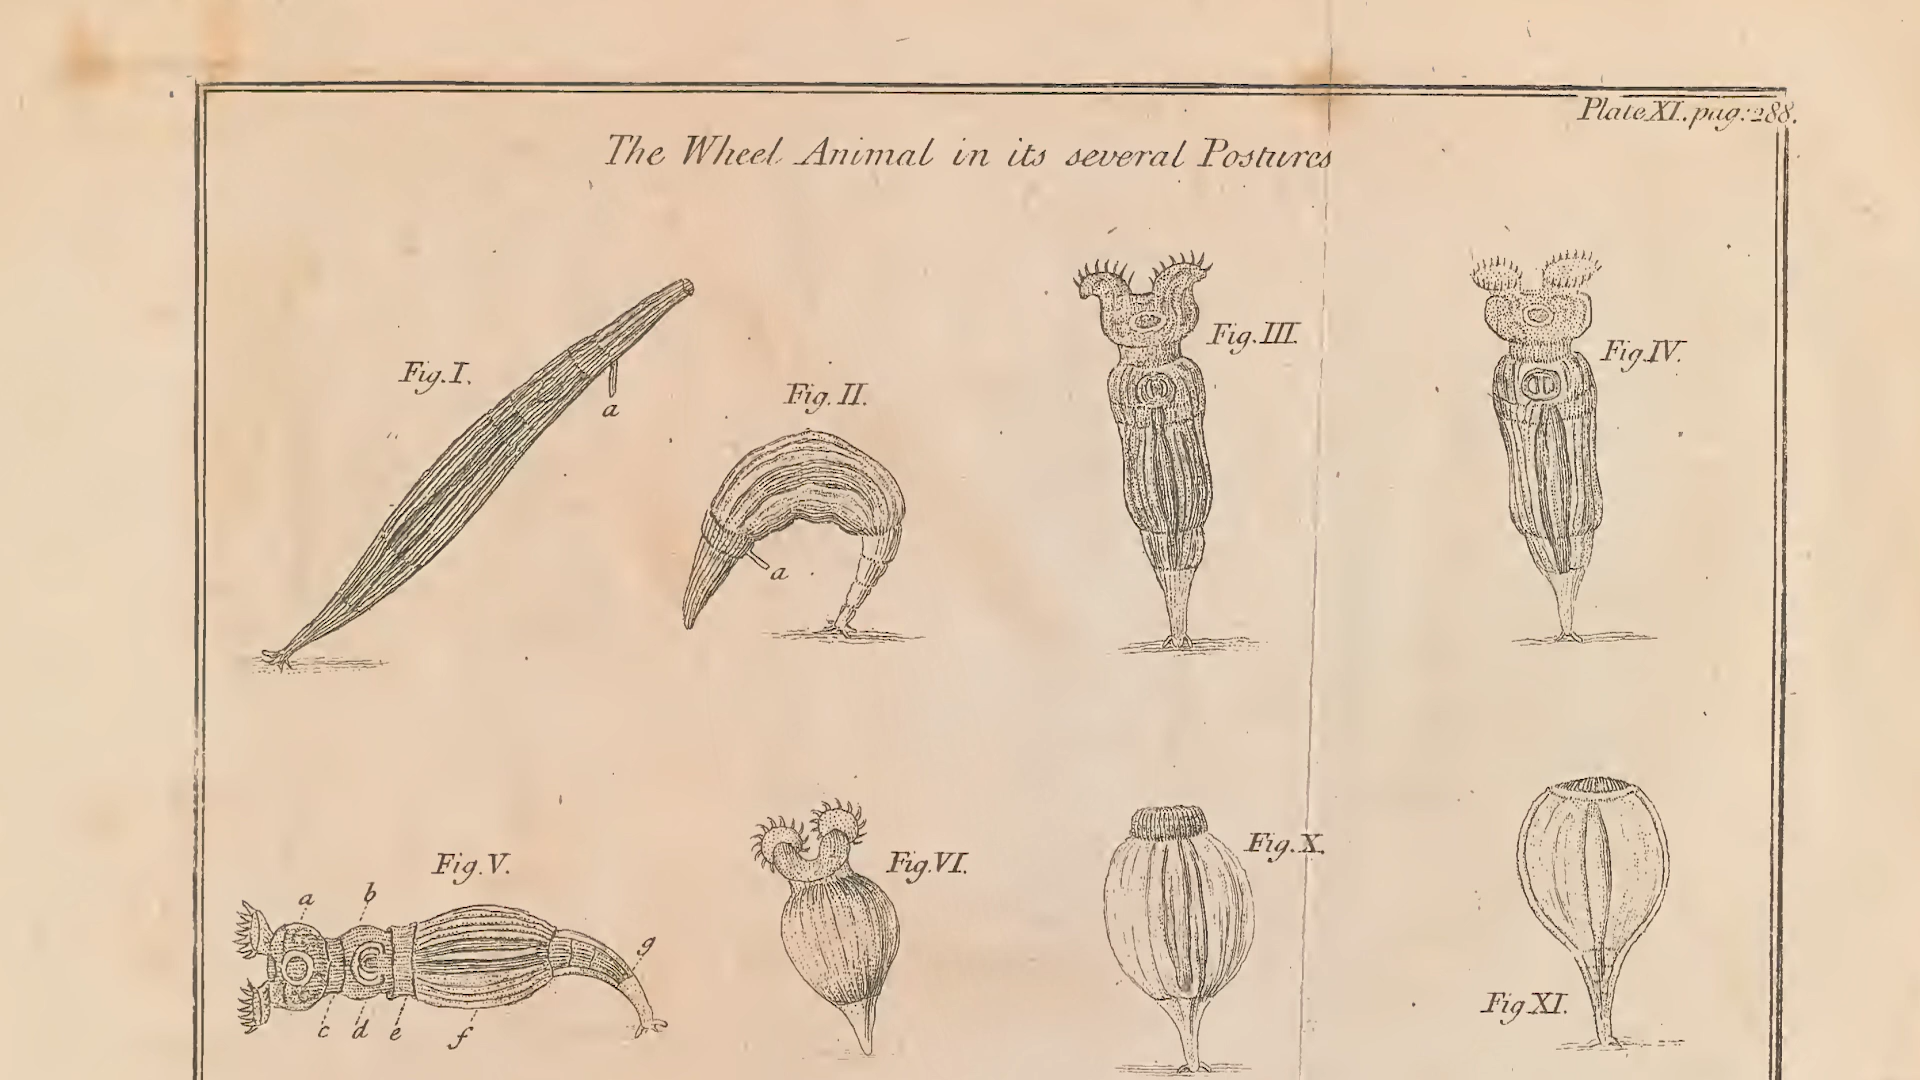 Plate XI. pag: 288.
The Wheel Animal in its several Postures
Fig. I.
a
Fig. II.
a
Fig. III.
Fig. IV.
Fig. V.
a
b
c
d
e
f
g
Fig. VI.
Fig. X.
Fig XI.